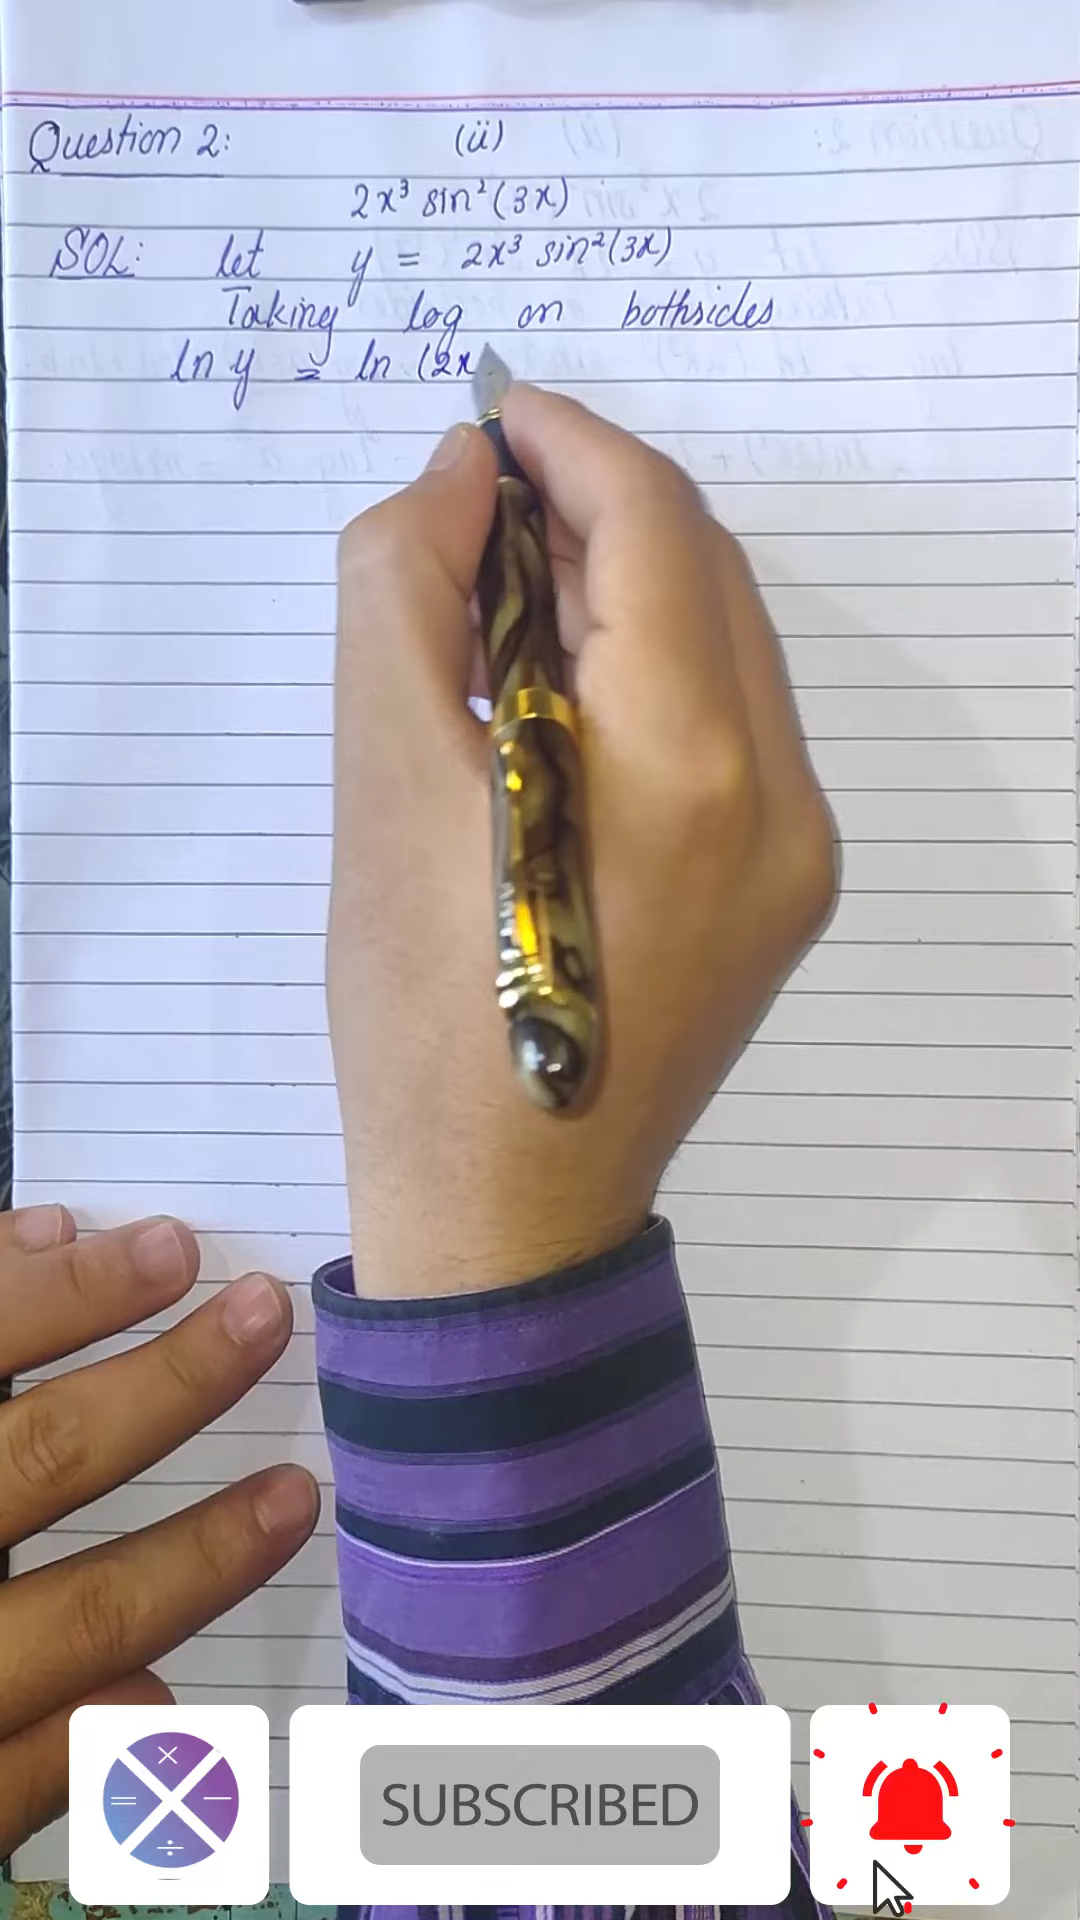 Question 2: (ii)
2x³ sin²(3x)
SOL: let y = 2x³ sin²(3x)
Taking log on bothsides
ln y = ln (2x
SUBSCRIBED